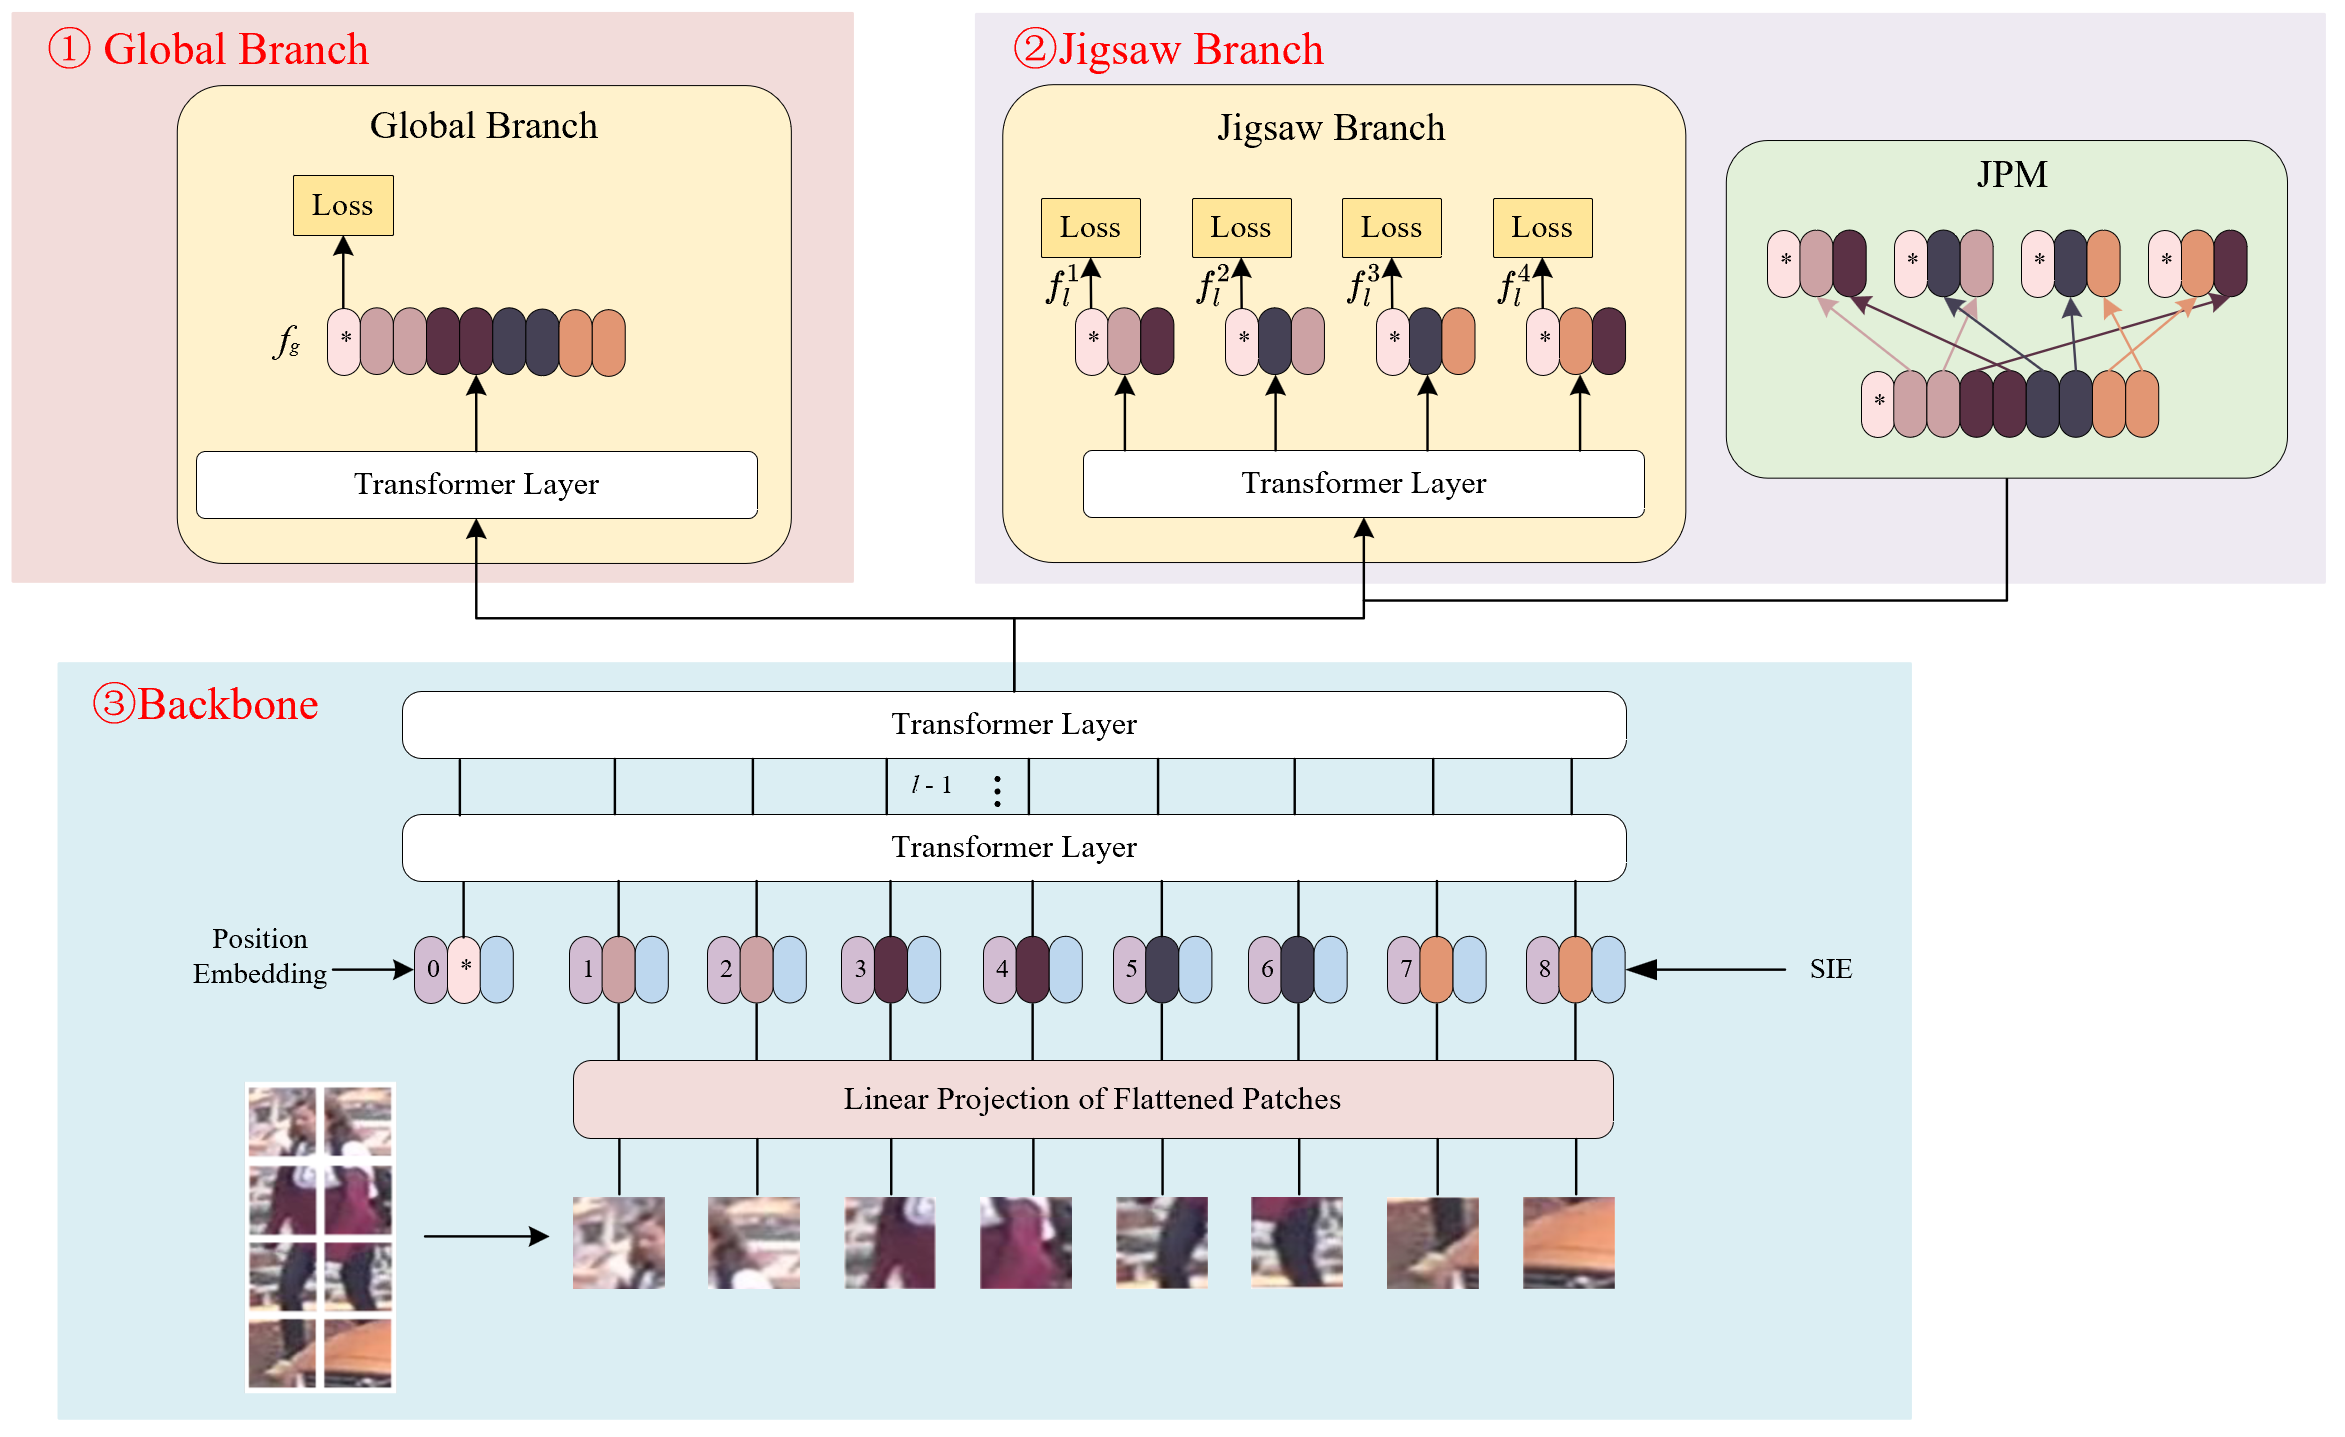 ① Global Branch
Global Branch
Loss
f_g
*
Transformer Layer
②Jigsaw Branch
Jigsaw Branch
Loss Loss Loss Loss
f_l^1 f_l^2 f_l^3 f_l^4
* * * *
Transformer Layer
JPM
* * * *
*
③Backbone
Transformer Layer
l - 1 ⋮
Transformer Layer
Position
Embedding
0 * 1 2 3 4 5 6 7 8
SIE
Linear Projection of Flattened Patches